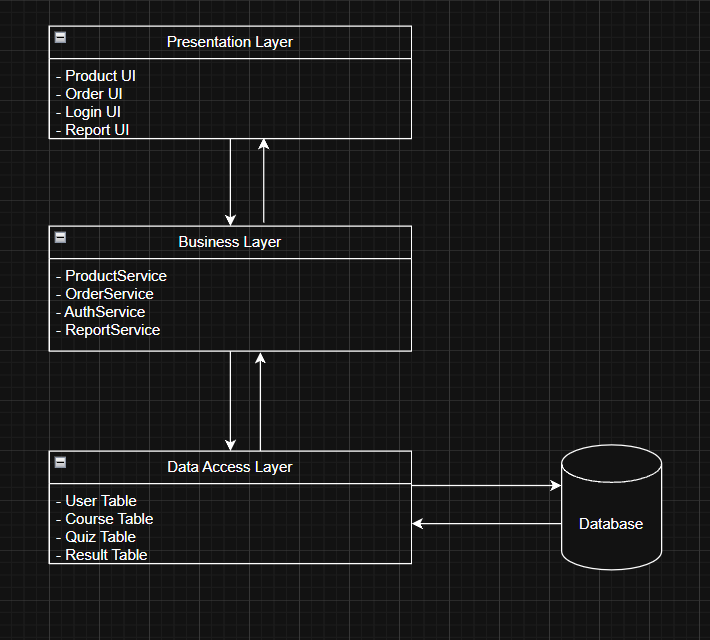 Presentation Layer
- Product UI
- Order UI
- Login UI
- Report UI
Business Layer
- ProductService
- OrderService
- AuthService
- ReportService
Data Access Layer
- User Table
- Course Table
- Quiz Table
- Result Table
Database